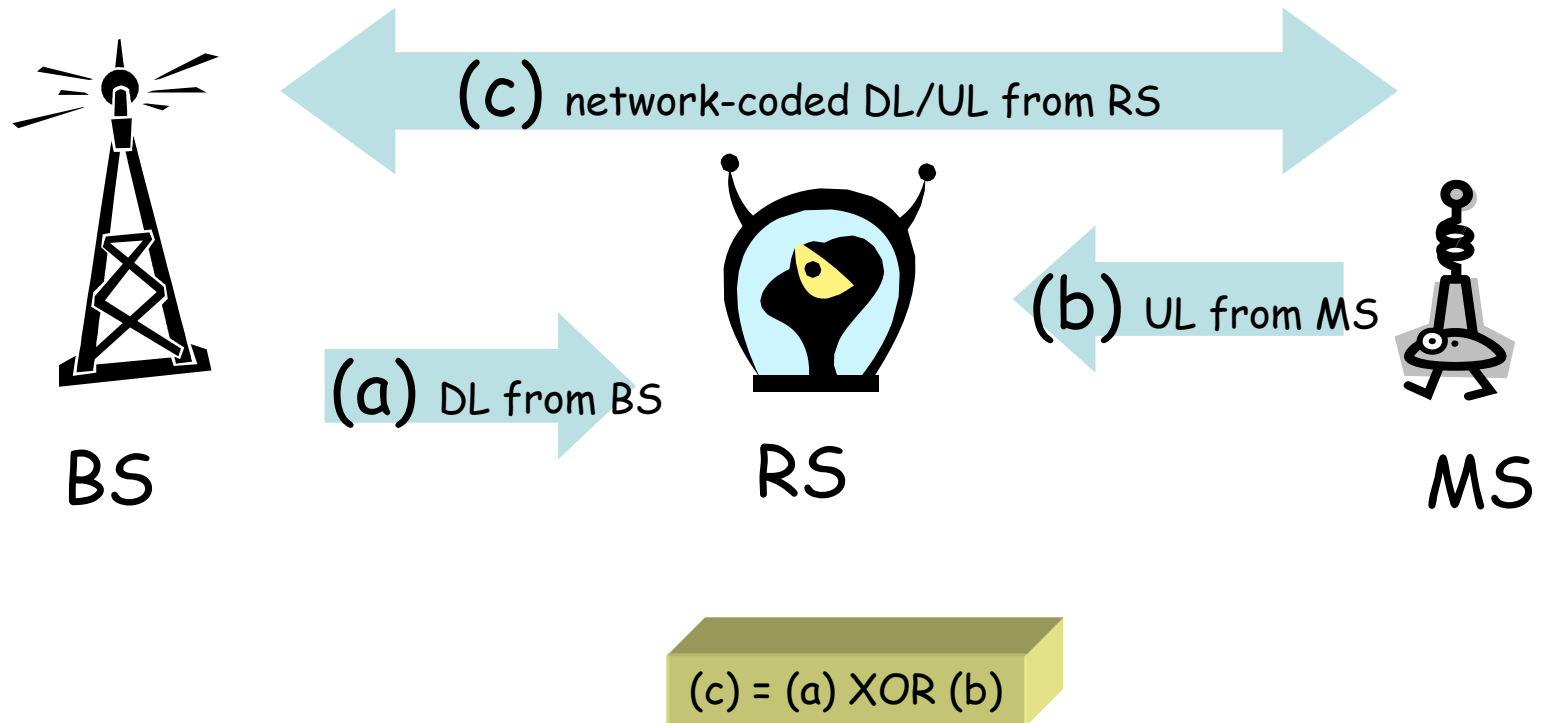 (c) network-coded DL/UL from RS
(b) UL from MS
(a) DL from BS
BS
RS
MS
(c) = (a) XOR (b)